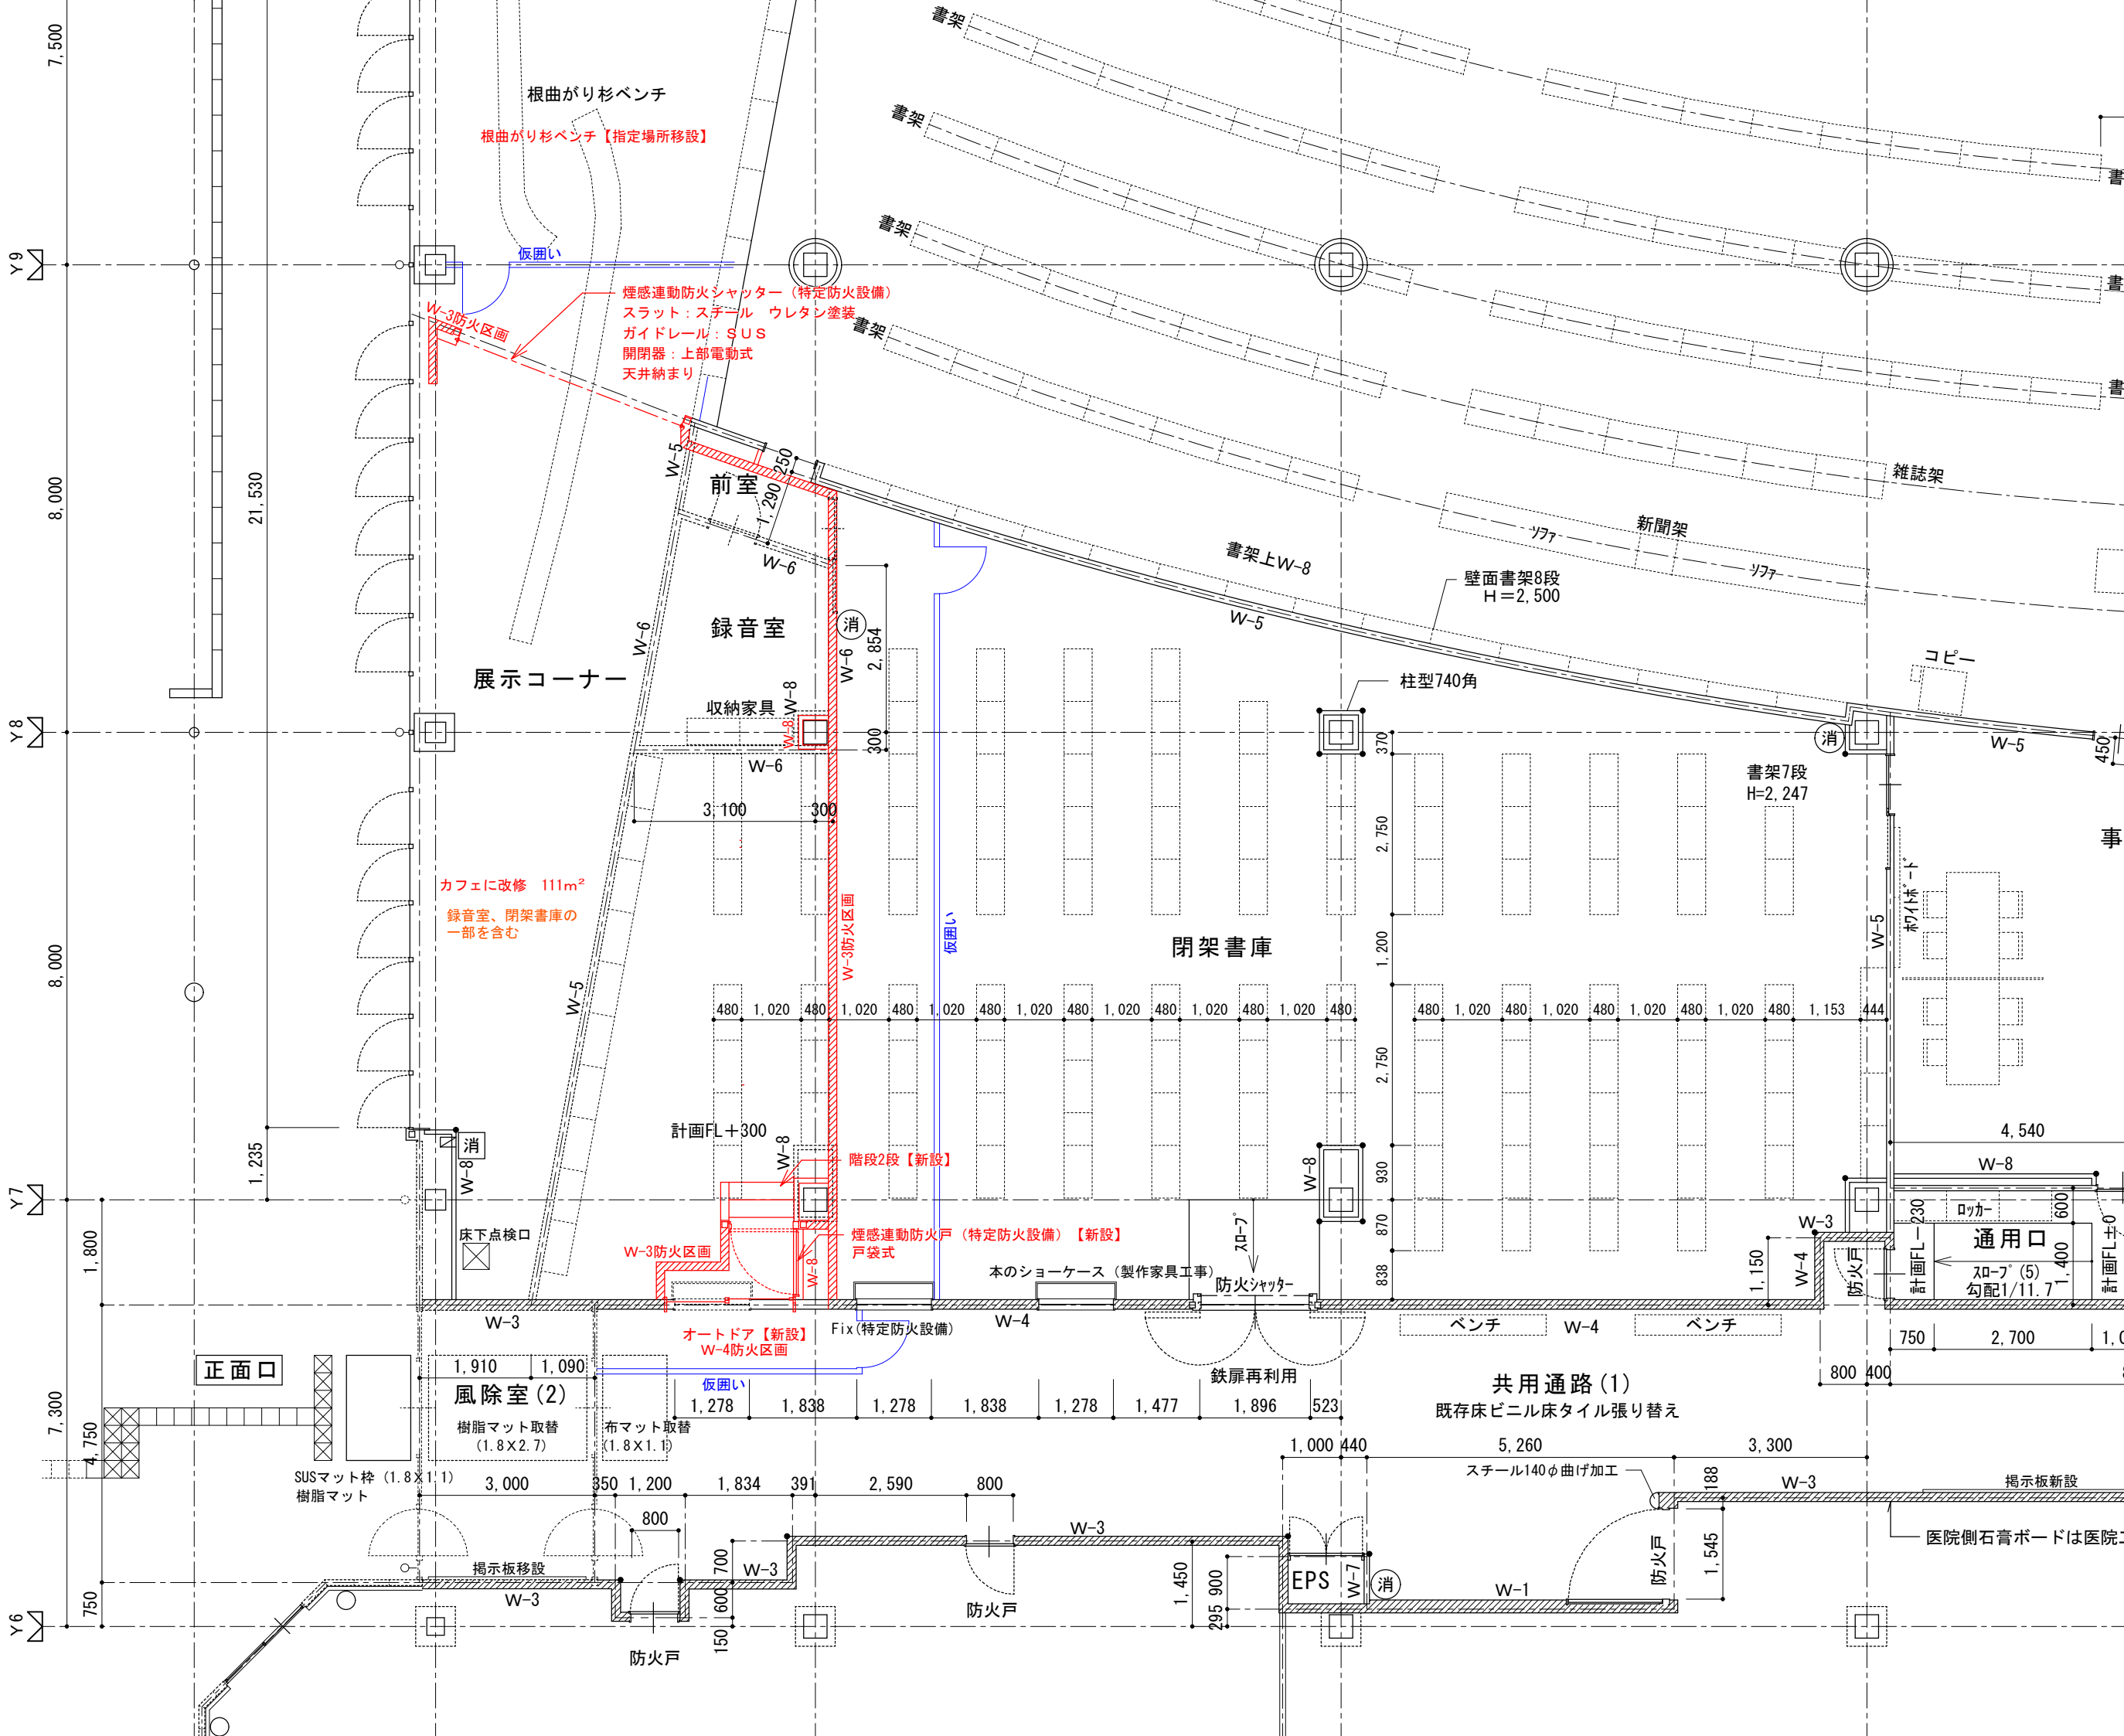 7,500
書架
根曲がり杉ベンチ
根曲がり杉ベンチ【指定場所移設】
書架
書架
書架
書
書
書
Y9
仮囲い
W-3防火区画
煙感連動防火シャッター（特定防火設備）
スラット：スチール　ウレタン塗装
ガイドレール：ＳＵＳ
開閉器：上部電動式
天井納まり
8,000
21,530
W-5
前室
250
1,290
W-6
雑誌架
新聞架
ソファ
ソファ
書架上W-8
壁面書架8段
H＝2,500
W-5
録音室
消
2,854
W-6
W-6
展示コーナー
コピー
柱型740角
収納家具
W-8
W-8
Y8
300
W-6
370
消
W-5
450
書架7段
H=2,247
3,100
300
2,750
事
ホワイトボード
カフェに改修　111m²
録音室、閉架書庫の
一部を含む
W-3防火区画
仮囲い
閉架書庫
1,200
W-5
8,000
W-5
480
1,020
480
1,020
480
1,020
480
1,020
480
1,020
480
1,020
480
1,020
480
480
1,020
480
1,020
480
1,020
480
1,020
480
1,153
444
2,750
計画FL＋300
W-8
消
W-8
1,235
階段2段【新設】
W-8
930
4,540
W-8
Y7
床下点検口
W-3防火区画
煙感連動防火戸（特定防火設備）【新設】
戸袋式
W-8
スロープ
870
838
本のショーケース（製作家具工事）
防火シャッター
W-3
W-4
1,150
防火戸
計画FL－230
ロッカー
600
通用口
1,400
スロープ(5)
勾配1/11.7
計画FL±0
1,800
W-3
オートドア【新設】
W-4防火区画
Fix(特定防火設備)
W-4
ベンチ
W-4
ベンチ
750
2,700
正面口
1,910
1,090
仮囲い
鉄扉再利用
800
400
風除室(2)
樹脂マット取替
(1.8×2.7)
布マット取替
(1.8×1.1)
1,278
1,838
1,278
1,838
1,278
1,477
1,896
523
共用通路(1)
既存床ビニル床タイル張り替え
7,300
4,750
SUSマット枠（1.8×1.1）
樹脂マット
3,000
350
1,200
1,834
391
2,590
800
1,000
440
5,260
3,300
スチール140φ曲げ加工
188
W-3
掲示板新設
800
700
W-3
W-3
医院側石膏ボードは医院
1,545
防火戸
掲示板移設
W-3
600
150
防火戸
防火戸
1,450
900
295
EPS
W-7
消
W-1
750
Y6